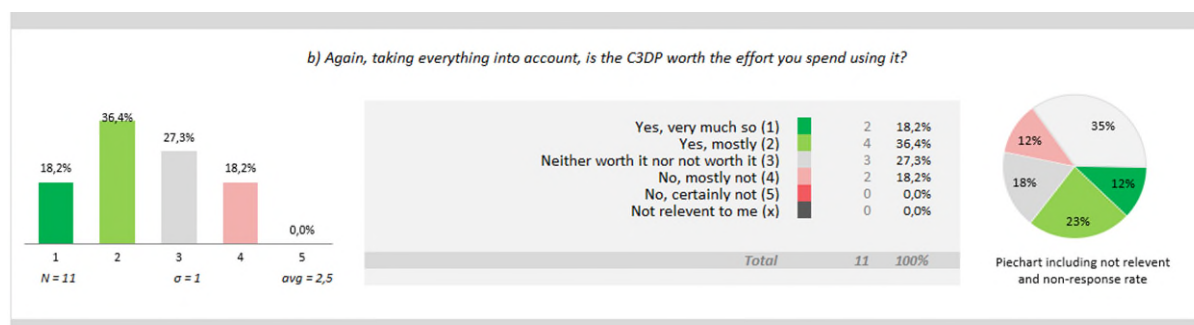 b) Again, taking everything into account, is the C3DP worth the effort you spend using it?
18,2%
36,4%
27,3%
18,2%
0,0%
1 2 3 4 5
N = 11 σ = 1 avg = 2,5
Yes, very much so (1) 2 18,2%
Yes, mostly (2) 4 36,4%
Neither worth it nor not worth it (3) 3 27,3%
No, mostly not (4) 2 18,2%
No, certainly not (5) 0 0,0%
Not relevent to me (x) 0 0,0%
Total 11 100%
35%
12%
12%
18%
23%
Piechart including not relevent
and non-response rate